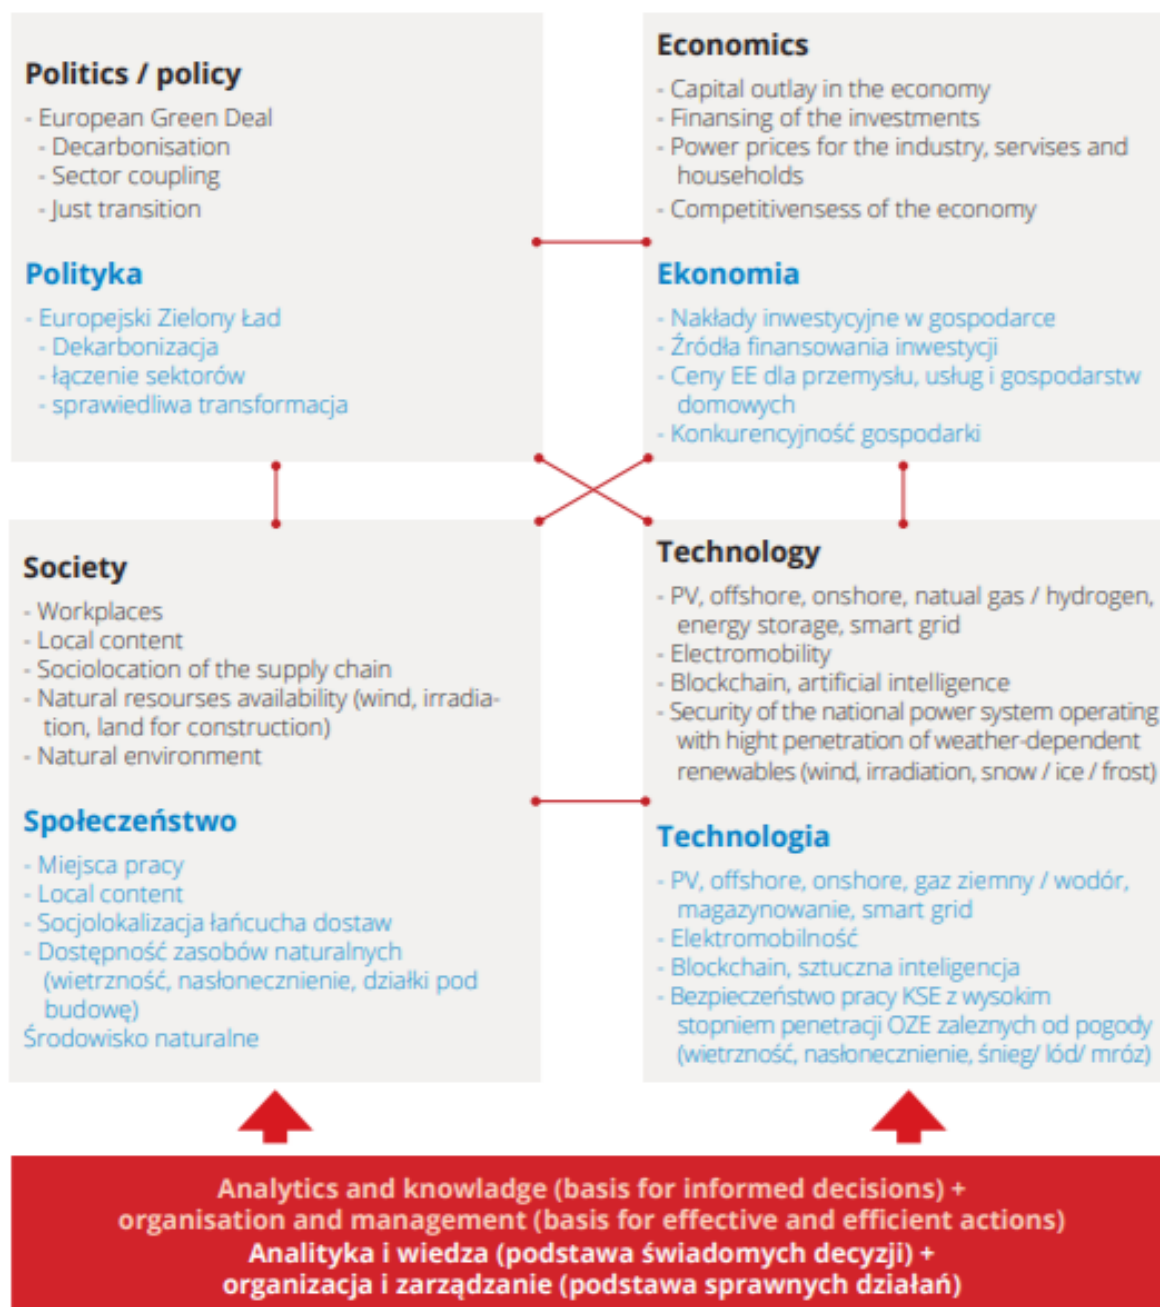 Politics / policy
- European Green Deal
- Decarbonisation
- Sector coupling
- Just transition
Polityka
- Europejski Zielony Ład
- Dekarbonizacja
- łączenie sektorów
- sprawiedliwa transformacja
Economics
- Capital outlay in the economy
- Finansing of the investments
- Power prices for the industry, servises and
households
- Competitivensess of the economy
Ekonomia
- Nakłady inwestycyjne w gospodarce
- Źródła finansowania inwestycji
- Ceny EE dla przemysłu, usług i gospodarstw
domowych
- Konkurencyjność gospodarki
Society
- Workplaces
- Local content
- Sociolocation of the supply chain
- Natural resourses availability (wind, irradia-
tion, land for construction)
- Natural environment
Społeczeństwo
- Miejsca pracy
- Local content
- Socjolokalizacja łańcucha dostaw
- Dostępność zasobów naturalnych
(wietrzność, nasłonecznienie, działki pod
budowę)
Środowisko naturalne
Technology
- PV, offshore, onshore, natual gas / hydrogen,
energy storage, smart grid
- Electromobility
- Blockchain, artificial intelligence
- Security of the national power system operating
with hight penetration of weather-dependent
renewables (wind, irradiation, snow / ice / frost)
Technologia
- PV, offshore, onshore, gaz ziemny / wodór,
magazynowanie, smart grid
- Elektromobilność
- Blockchain, sztuczna inteligencja
- Bezpieczeństwo pracy KSE z wysokim
stopniem penetracji OZE zaleznych od pogody
(wietrzność, nasłonecznienie, śnieg/ lód/ mróz)
Analytics and knowladge (basis for informed decisions) +
organisation and management (basis for effective and efficient actions)
Analityka i wiedza (podstawa świadomych decyzji) +
organizacja i zarządzanie (podstawa sprawnych działań)